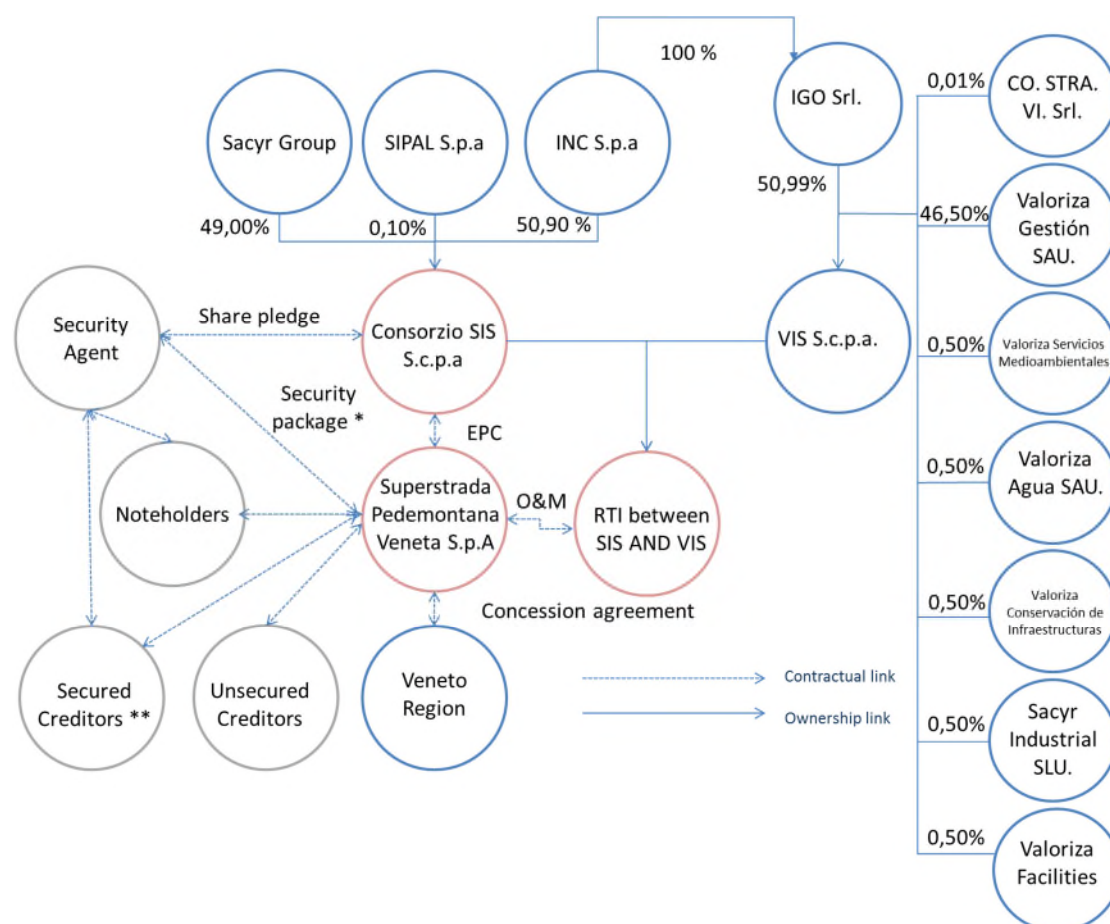 100 %
Sacyr Group
SIPAL S.p.a
INC S.p.a
IGO Srl.
0,01%
CO. STRA.
VI. Srl.
49,00%
0,10%
50,90 %
50,99%
46,50%
Valoriza
Gestión
SAU.
Security
Agent
Share pledge
Consorzio SIS
S.c.p.a
VIS S.c.p.a.
0,50%
Valoriza Servicios
Medioambientales
Security
package *
EPC
Noteholders
Superstrada
Pedemontana
Veneta S.p.A
O&M
RTI between
SIS AND VIS
0,50%
Valoriza
Agua SAU.
Concession agreement
0,50%
Valoriza
Conservación de
Infraestructuras
Secured
Creditors **
Unsecured
Creditors
Veneto
Region
Contractual link
Ownership link
0,50%
Sacyr
Industrial
SLU.
0,50%
Valoriza
Facilities